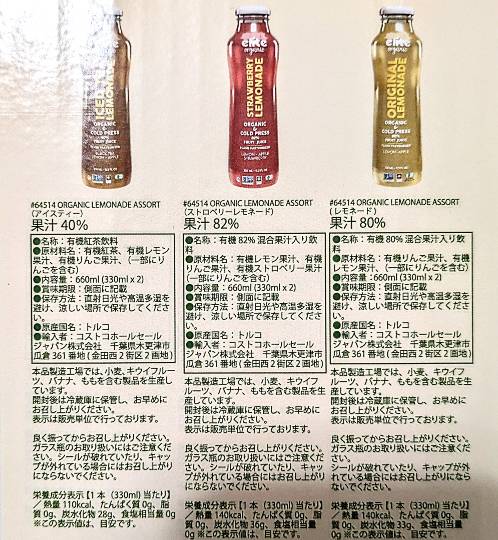 elite
organic
ICED
LEMONADE
ORGANIC
COLD PRESS
40%
FRUIT JUICE
LEMON • APPLE
elite
organic
STRAWBERRY
LEMONADE
ORGANIC
COLD PRESS
FRUIT JUICE
LEMON • APPLE
STRAWBERRY
elite
organic
ORIGINAL
LEMONADE
ORGANIC
COLD PRESS
80%
FRUIT JUICE
LEMON • APPLE
#64514 ORGANIC LEMONADE ASSORT
(アイスティー)
果汁 40%
●名称：有機紅茶飲料
●原材料名：有機紅茶、有機レモン
果汁、有機りんご果汁、（一部にり
んごを含む）
●内容量：660ml (330ml x 2)
●賞味期限：側面に記載
●保存方法：直射日光や高温多湿を
避け、涼しい場所で保存してくださ
い。
●原産国名：トルコ
●輸入者：コストコホールセール
ジャパン株式会社　千葉県木更津市
瓜倉 361 番地 ( 金田西 2 街区 2 画地 )
本品製造工場では、小麦、キウイフ
ルーツ、バナナ、ももを含む製品を生産し
ています。
開封後は冷蔵庫に保管し、お早めに
お召し上がりください。
表示は販売単位で行っております。
良く振ってからお召し上がりください。
ガラス瓶のお取り扱いにはご注意くだ
さい。シールが破れていたり、キャッ
プが外れている場合にはお召し上がり
にならないでください。
栄養成分表示【1 本（330ml) 当たり】
／熱量 110kcal、たんぱく質 0g、脂
質 0g、炭水化物 28g、食塩相当量 0
g ※この表示値は、目安です。
#64514 ORGANIC LEMONADE ASSORT
(ストロベリーレモネード)
果汁 82%
●名称：有機 82% 混合果汁入り飲
料
●原材料名：有機レモン果汁、有機
りんご果汁、有機ストロベリー果汁
（一部にりんごを含む）
●内容量：660ml (330ml x 2)
●賞味期限：側面に記載
●保存方法：直射日光や高温多湿を
避け、涼しい場所で保存してくださ
い。
●原産国名：トルコ
●輸入者：コストコホールセール
ジャパン株式会社　千葉県木更津市
瓜倉 361 番地 ( 金田西 2 街区 2 画地 )
本品製造工場では、小麦、キウイフ
ルーツ、バナナ、ももを含む製品を生産し
ています。
開封後は冷蔵庫に保管し、お早めに
お召し上がりください。
表示は販売単位で行っております。
良く振ってからお召し上がりください。
ガラス瓶のお取り扱いにはご注意くだ
さい。
シールが破れていたり、キャップが外
れている場合にはお召し上がりになら
ないでください。
栄養成分表示【1 本（330ml) 当たり】
／熱量 140kcal、たんぱく質 0g、脂
質 0g、炭水化物 36g、食塩相当量 0
g ※この表示値は、目安です。
#64514 ORGANIC LEMONADE ASSORT
(レモネード)
果汁 80%
●名称：有機 80% 混合果汁入り飲
料
●原材料名：有機りんご果汁、有機
レモン果汁、（一部にりんごを含む）
●内容量：660ml (330ml x 2)
●賞味期限：側面に記載
●保存方法：直射日光や高温多湿を
避け、涼しい場所で保存してくださ
い。
●原産国名：トルコ
●輸入者：コストコホールセール
ジャパン株式会社　千葉県木更津市
瓜倉 361 番地 ( 金田西 2 街区 2 画地 )
本品製造工場では、小麦、キウイフ
ルーツ、バナナ、ももを含む製品を生
産しています。
開封後は冷蔵庫に保管し、お早めに
お召し上がりください。
表示は販売単位で行っております。
良く振ってからお召し上がりください。
ガラス瓶のお取り扱いにはご注意くだ
さい。
シールが破れていたり、キャップが外
れている場合にはお召し上がりになら
ないでください。
栄養成分表示【1 本（330ml) 当たり】
／熱量 140kcal、たんぱく質 0g、脂
質 0g、炭水化物 33g、食塩相当量 0
g ※この表示値は、目安です。